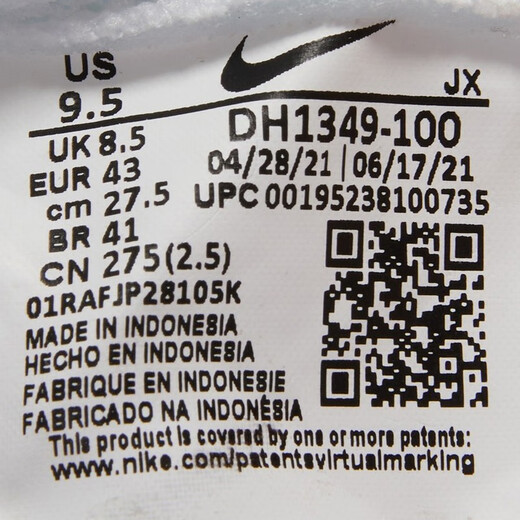 US
9.5
JX
UK 8.5
EUR 43
cm 27.5
BR 41
CN 275(2.5)
DH1349-100
04/28/21 | 06/17/21
UPC 00195238100735
01RAFJP28105K
MADE IN INDONESIA
HECHO EN INDONESIA
FABRIQUE EN INDONESIE
FABRICADO NA INDONÉSIA
This product is covered by one or more patents:
www.nike.com/patentsvirtualmarking